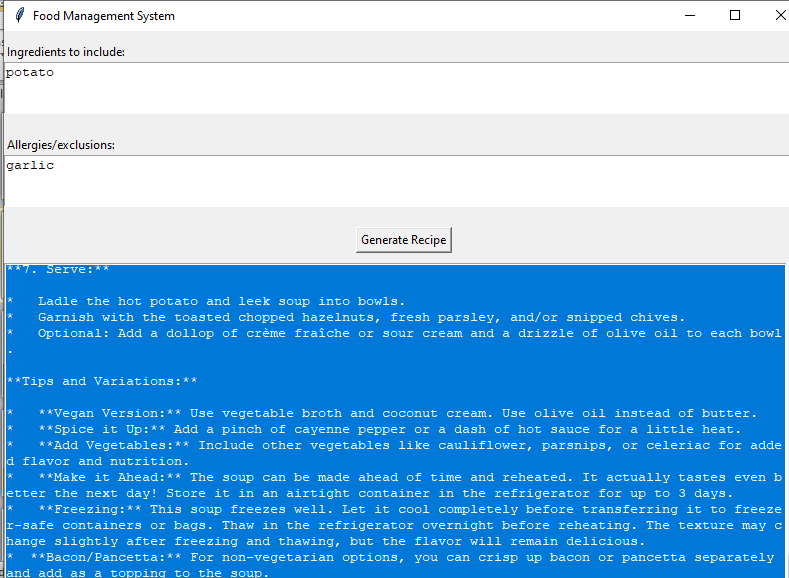 Food Management System
Ingredients to include:
potato
Allergies/exclusions:
garlic
Generate Recipe
**7. Serve:**
*   Ladle the hot potato and leek soup into bowls.
*   Garnish with the toasted chopped hazelnuts, fresh parsley, and/or snipped chives.
*   Optional: Add a dollop of crème fraîche or sour cream and a drizzle of olive oil to each bowl
.
**Tips and Variations:**
*   **Vegan Version:** Use vegetable broth and coconut cream. Use olive oil instead of butter.
*   **Spice it Up:** Add a pinch of cayenne pepper or a dash of hot sauce for a little heat.
*   **Add Vegetables:** Include other vegetables like cauliflower, parsnips, or celeriac for adde
d flavor and nutrition.
*   **Make it Ahead:** The soup can be made ahead of time and reheated. It actually tastes even b
etter the next day! Store it in an airtight container in the refrigerator for up to 3 days.
*   **Freezing:** This soup freezes well. Let it cool completely before transferring it to freeze
r-safe containers or bags. Thaw in the refrigerator overnight before reheating. The texture may c
hange slightly after freezing and thawing, but the flavor will remain delicious.
*  **Bacon/Pancetta:** For non-vegetarian options, you can crisp up bacon or pancetta separately
and add as a topping to the soup.